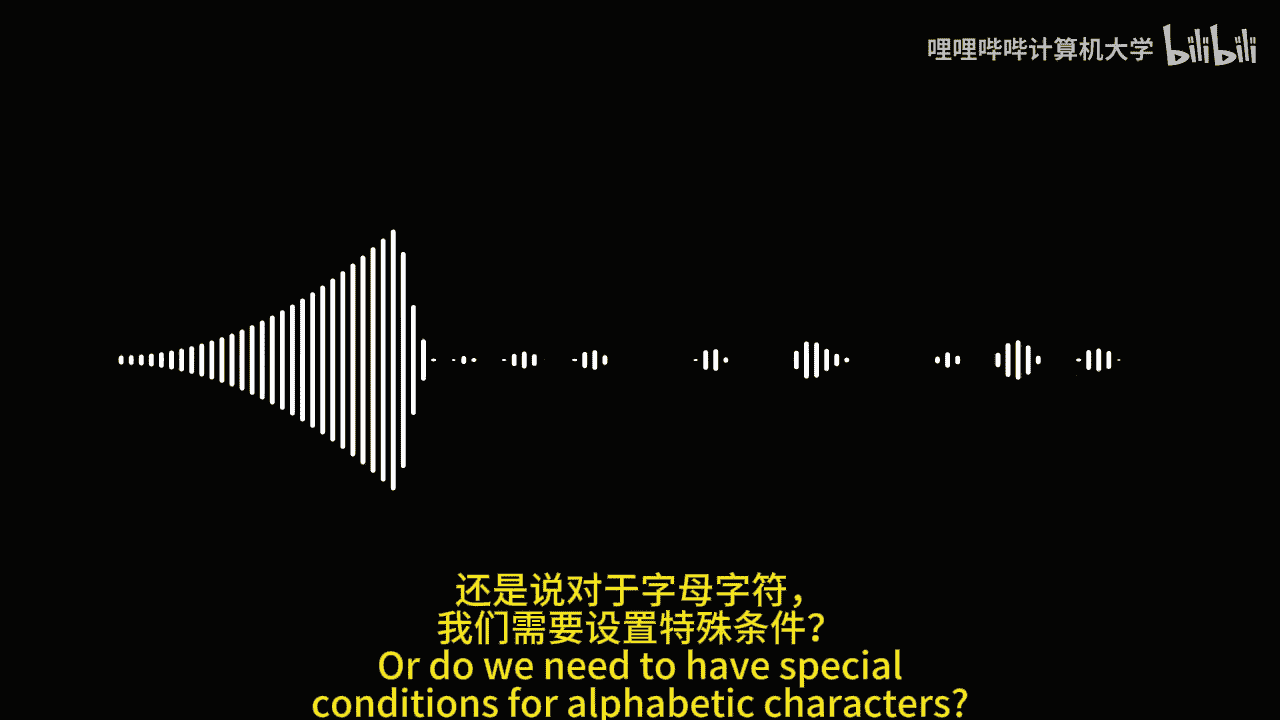 哩哩哔哔计算机大学 bilibili
还是说对于字母字符，
我们需要设置特殊条件？
Or do we need to have special
conditions for alphabetic characters?